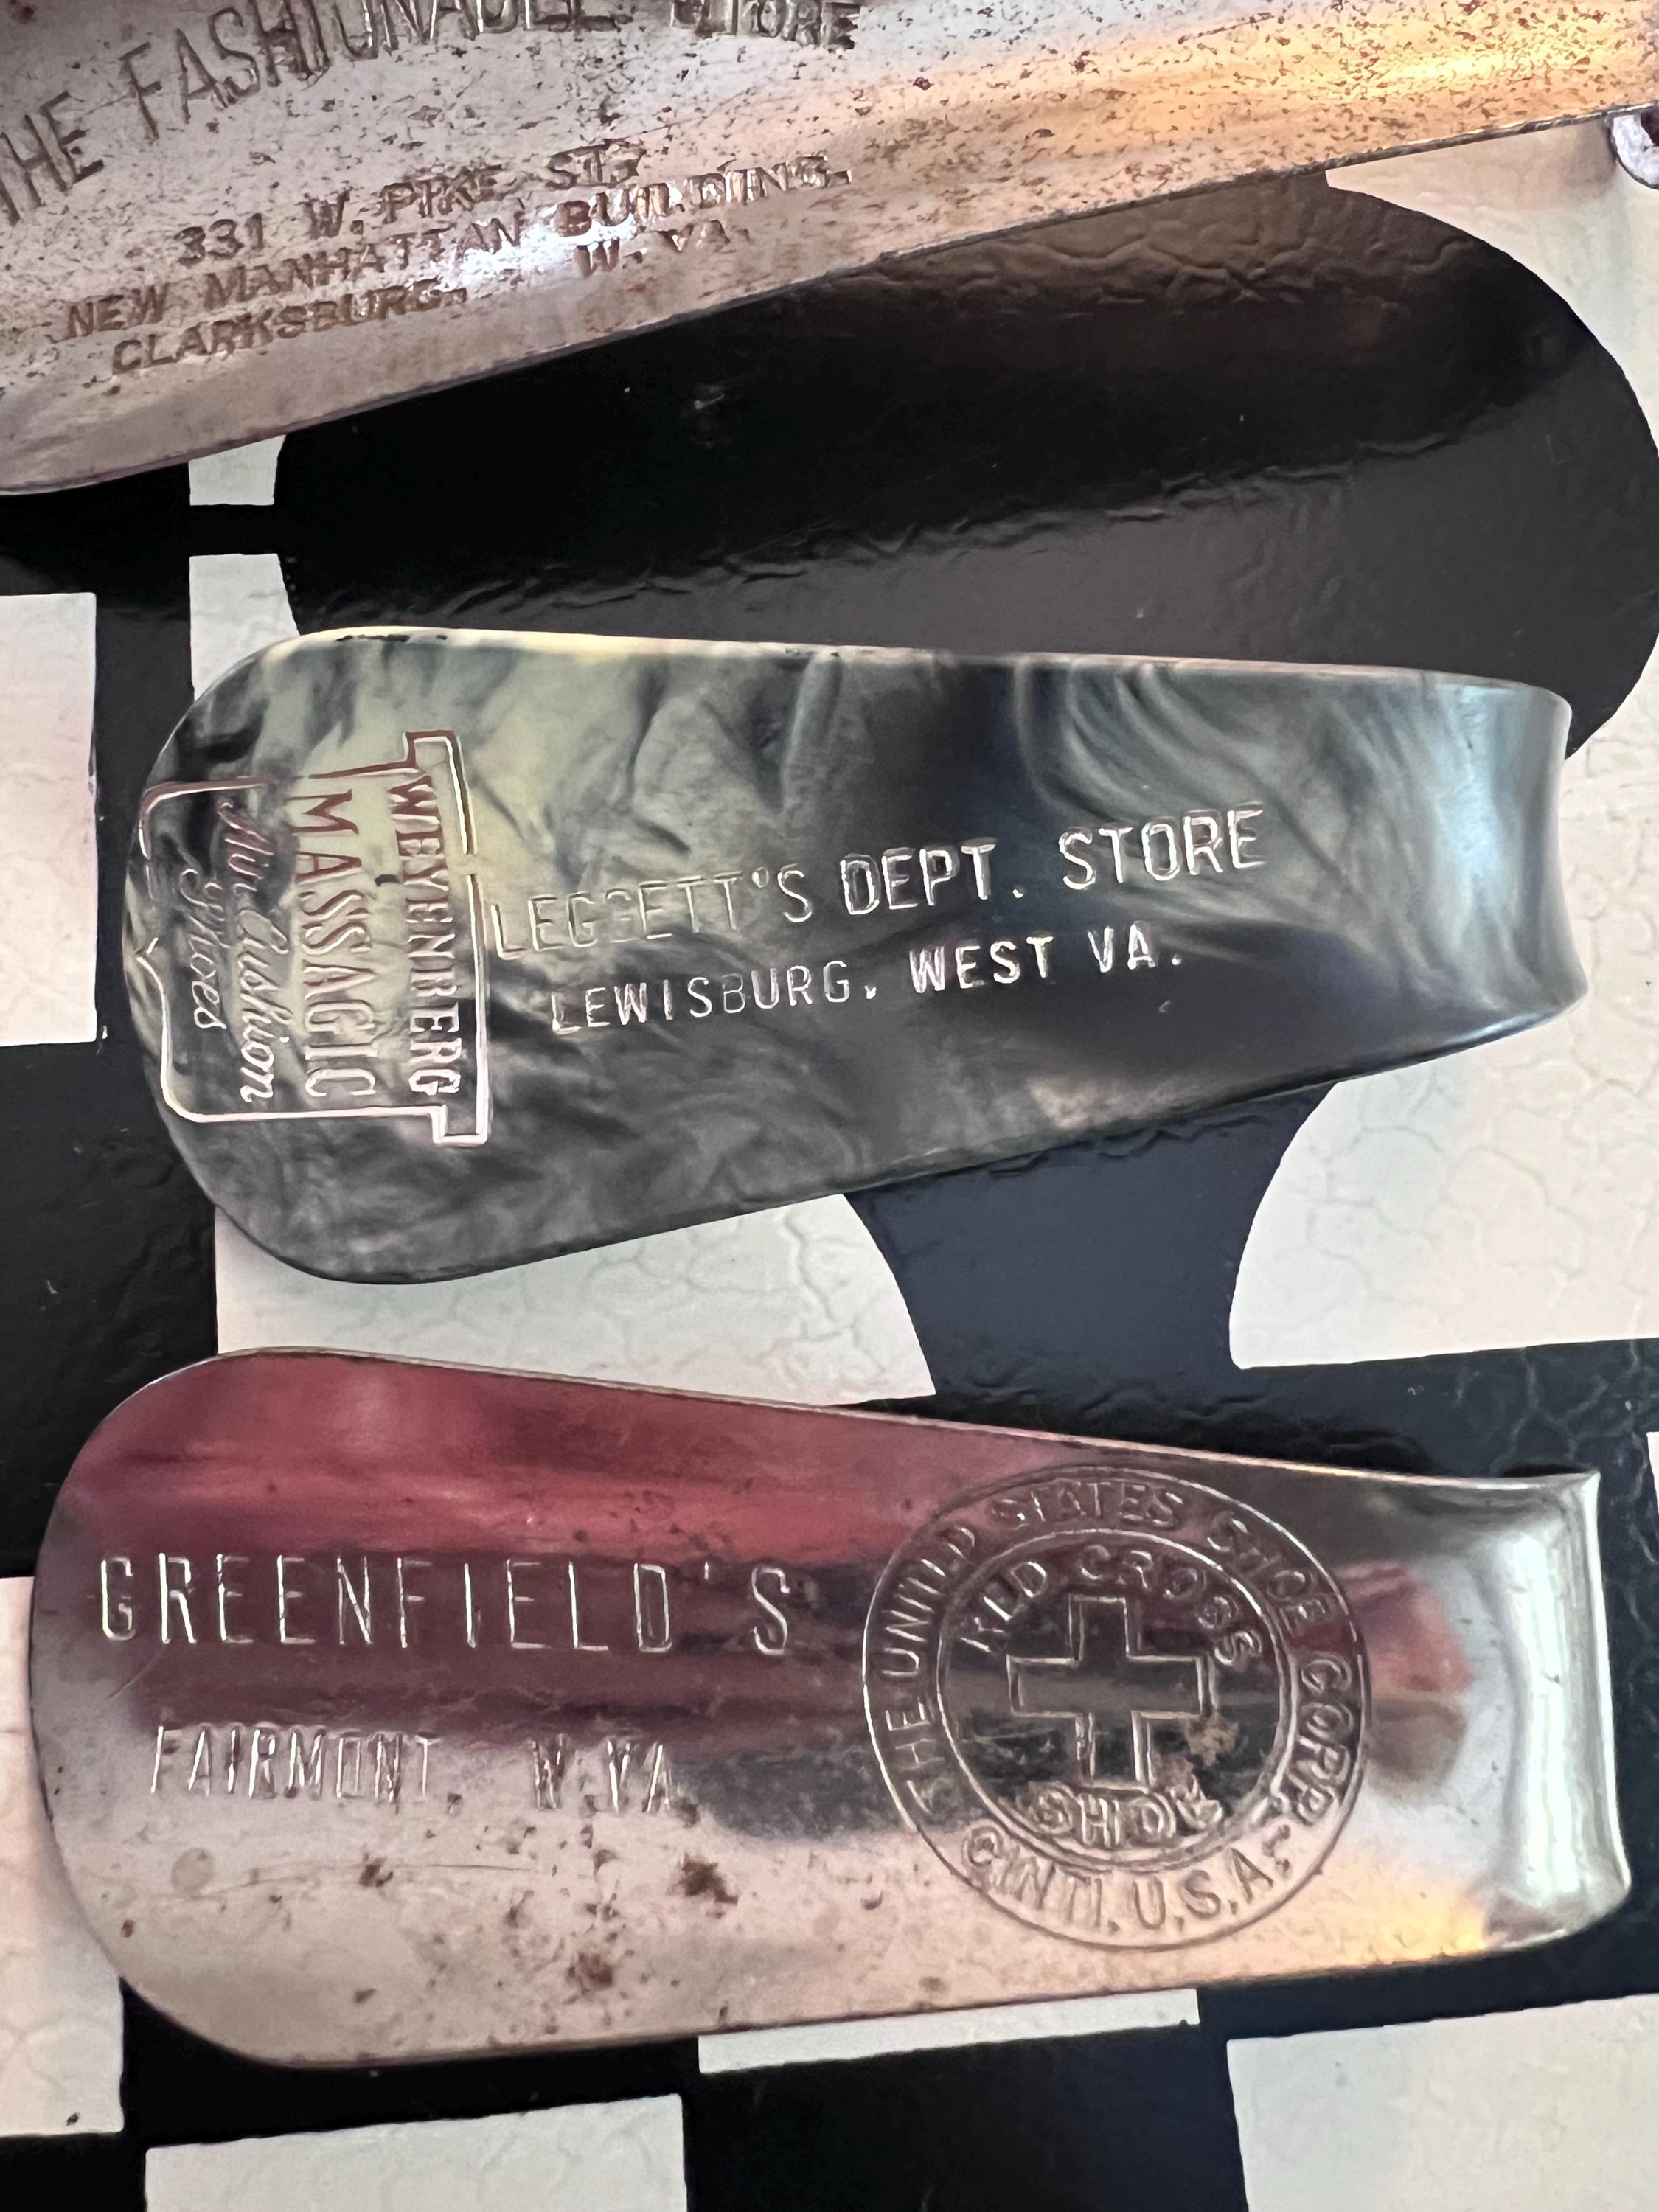 THE FASHIONABLE STORE
331 W. PIKE ST.
NEW MANHATTAN BUILDING.
CLARKSBURG, W. VA.
WEYENBERG
MASSAGIC
Air Cushion
Shoes
LEGGETT'S DEPT. STORE
LEWISBURG, WEST VA.
GREENFIELD'S
FAIRMONT, W.VA
THE UNITED STATES SHOE CORP.
RED CROSS
SHOE
CINTI. U.S.A.